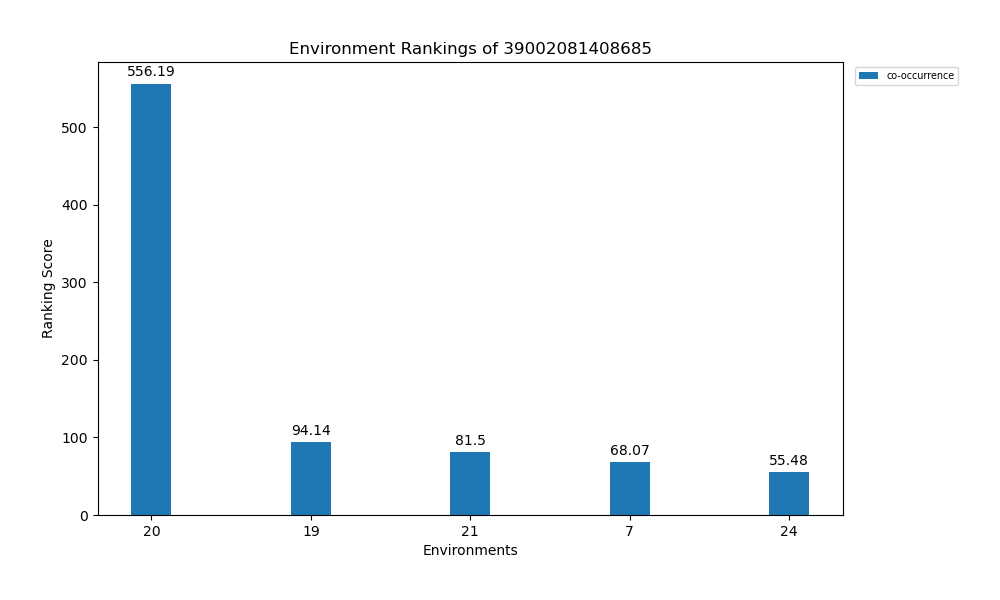 Environment Rankings of 39002081408685
co-occurrence
556.19
94.14
81.5
68.07
55.48
Ranking Score
500
400
300
200
100
0
20 19 21 7 24
Environments